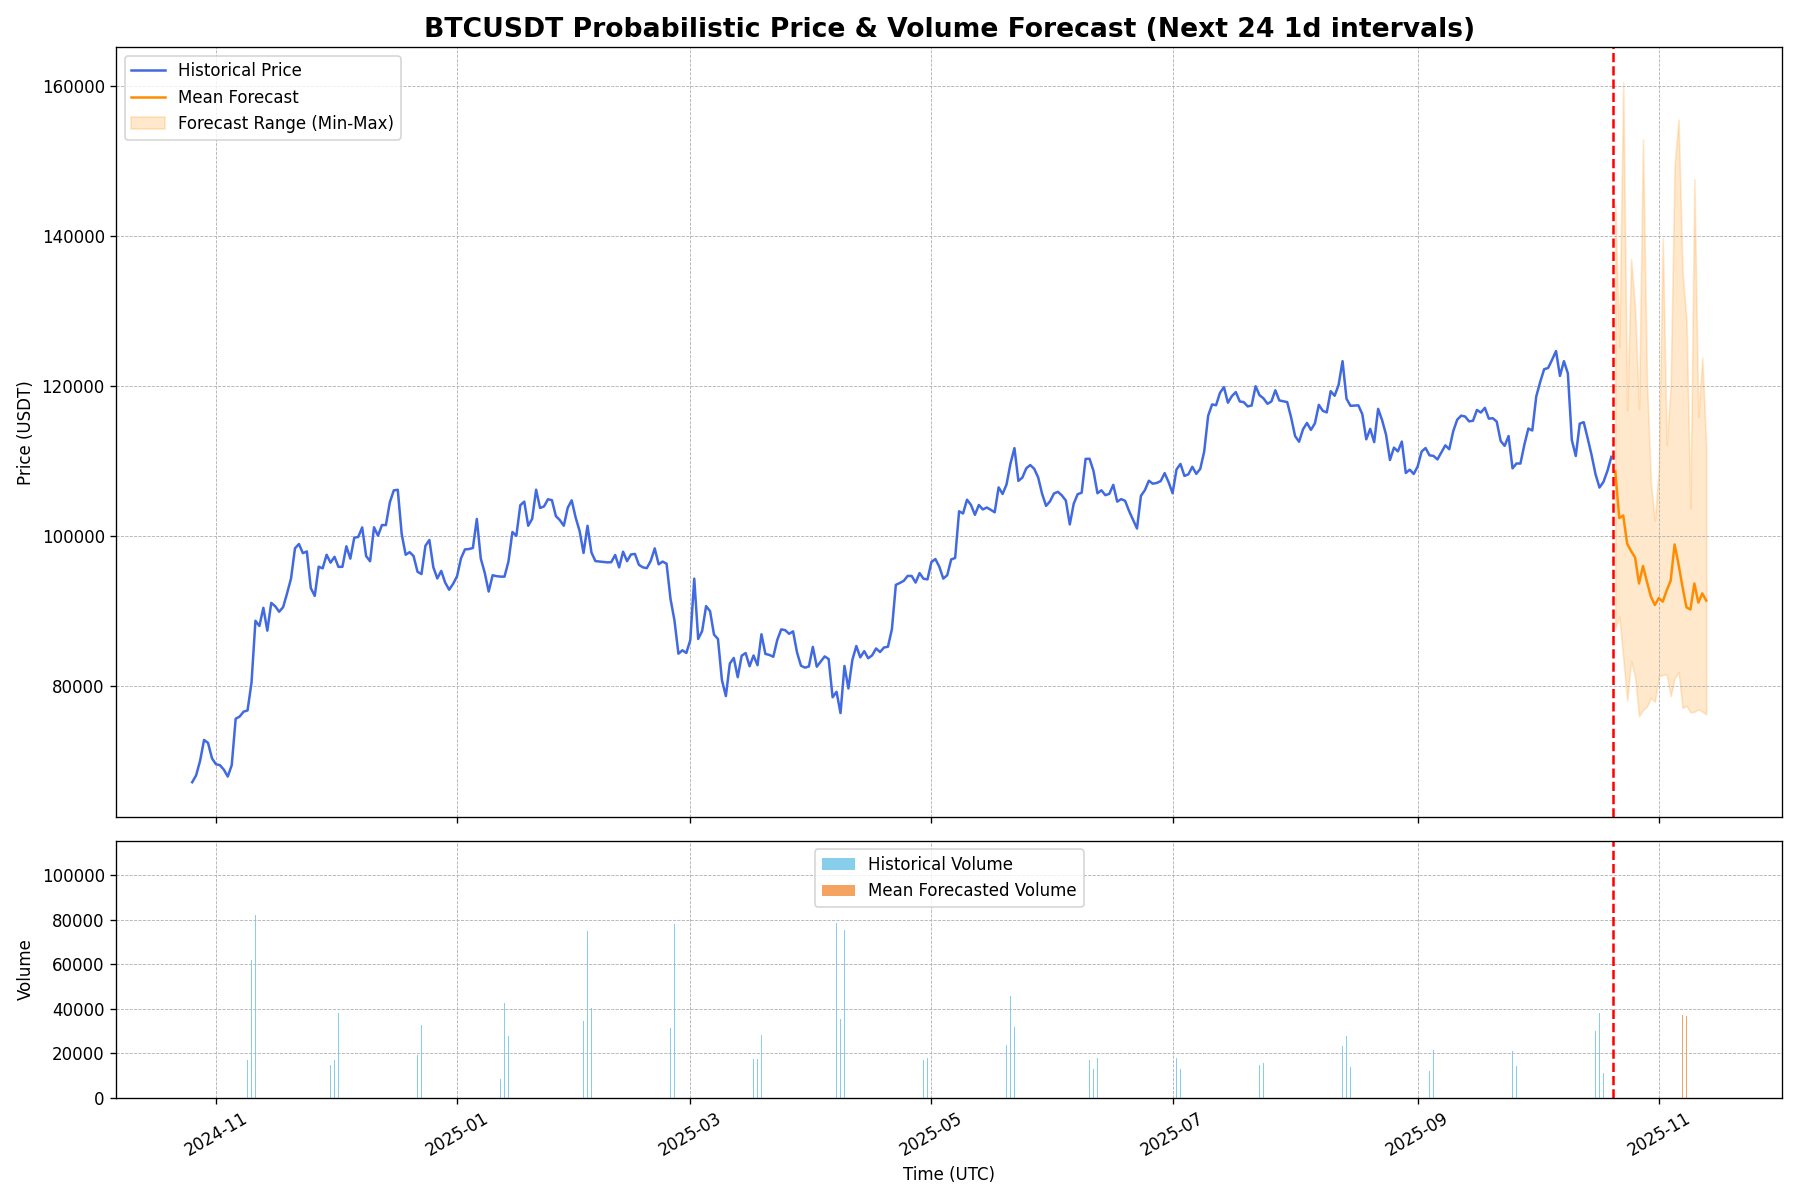 BTCUSDT Probabilistic Price & Volume Forecast (Next 24 1d intervals)
Historical Price
Mean Forecast
Forecast Range (Min-Max)
160000
140000
120000
100000
80000
Price (USDT)
Historical Volume
Mean Forecasted Volume
100000
80000
60000
40000
20000
0
Volume
2024-11
2025-01
2025-03
2025-05
2025-07
2025-09
2025-11
Time (UTC)